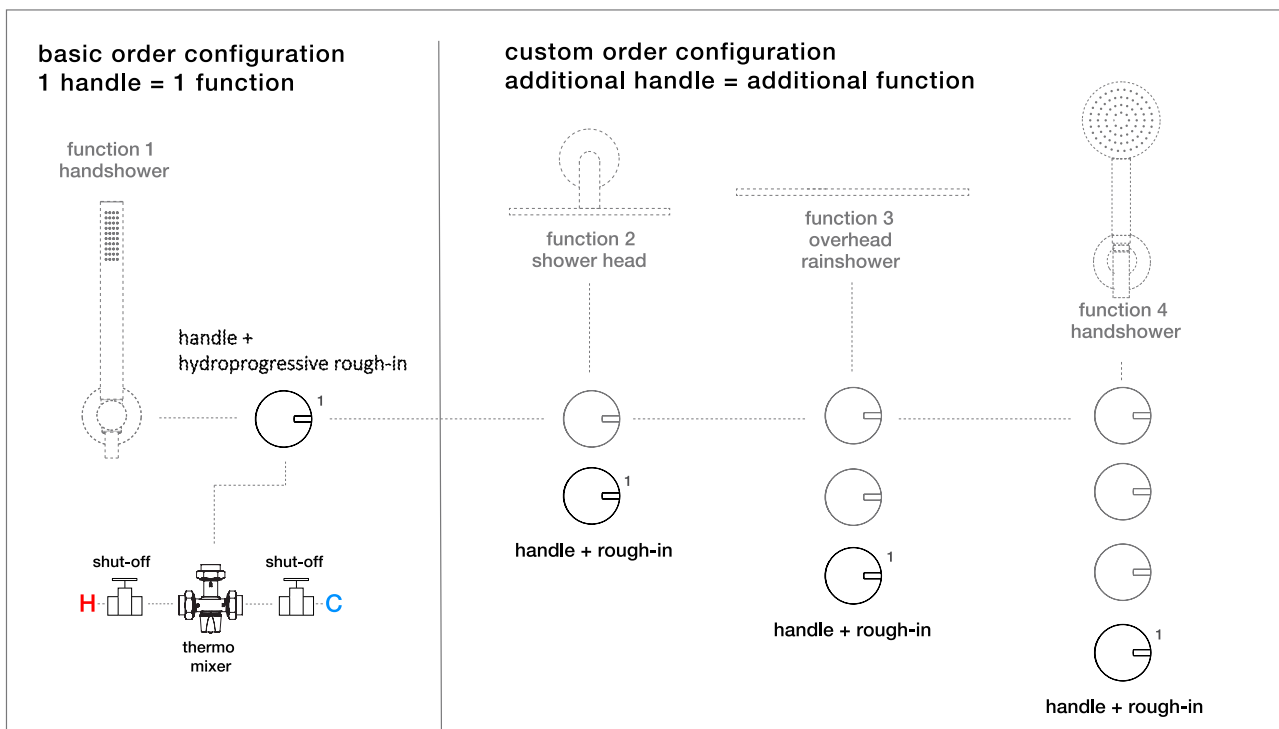 basic order configuration
1 handle = 1 function
function 1
handshower
handle +
hydroprogressive rough-in
1
shut-off
shut-off
H
C
thermo
mixer
custom order configuration
additional handle = additional function
function 2
shower head
1
handle + rough-in
function 3
overhead
rainshower
1
handle + rough-in
function 4
handshower
1
handle + rough-in